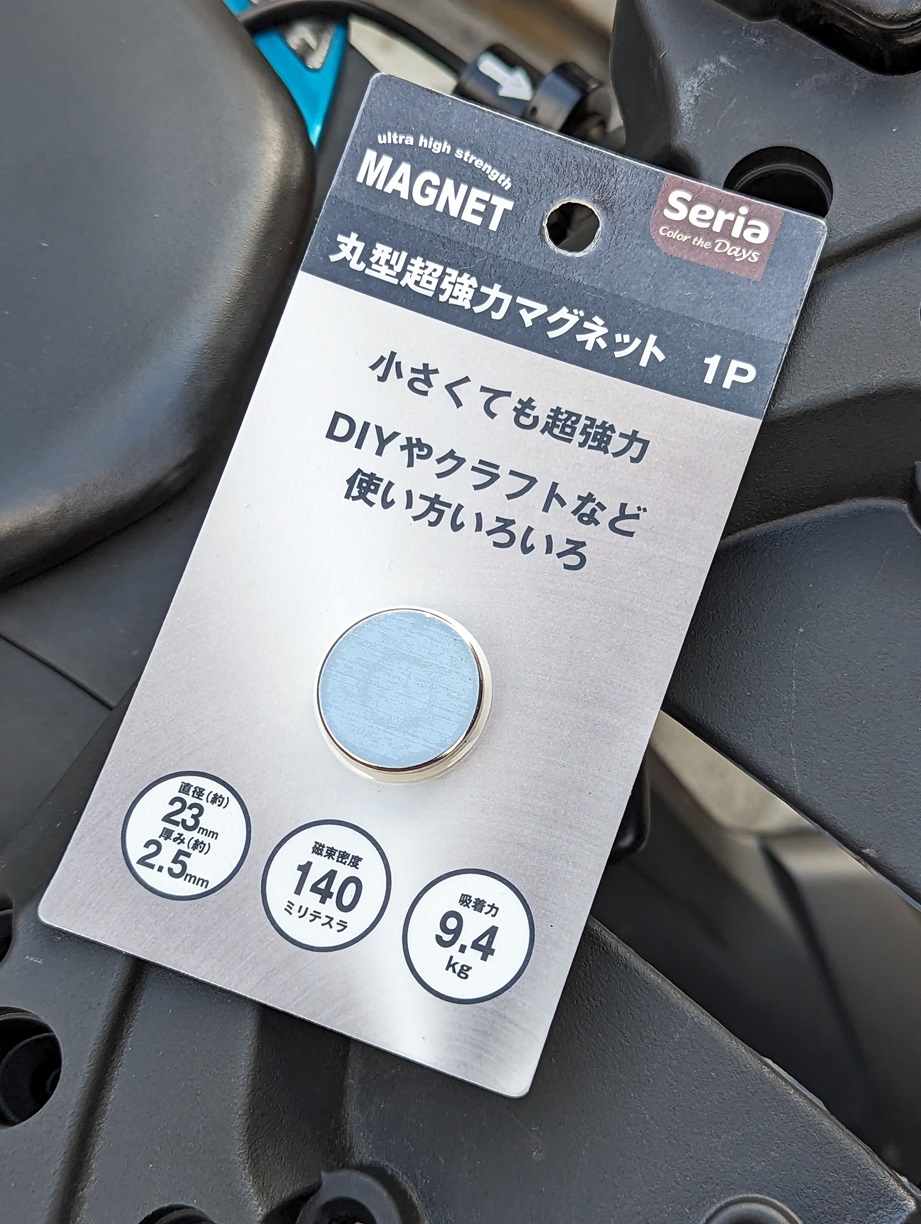 ultra high strength
MAGNET
Seria
Color the Days
丸型超強力マグネット 1P
小さくても超強力
DIYやクラフトなど
使い方いろいろ
直径(約)
23mm
厚み(約)
2.5mm
磁束密度
140
ミリテスラ
吸着力
9.4
kg